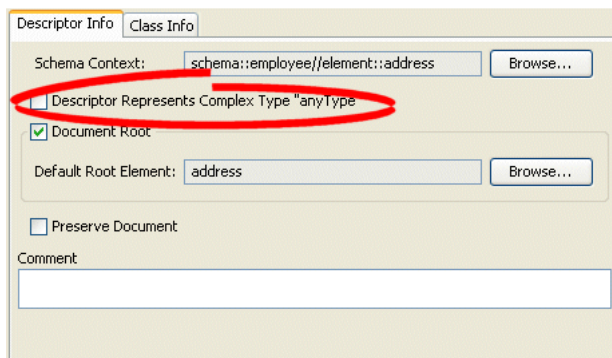 Descriptor Info Class Info
Schema Context: schema::employee//element::address Browse...
Descriptor Represents Complex Type "anyType
Document Root
Default Root Element: address Browse...
Preserve Document
Comment